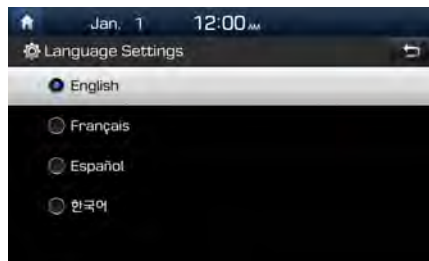 Jan. 1 12:00 AM
Language Settings
English
Français
Español
한국어